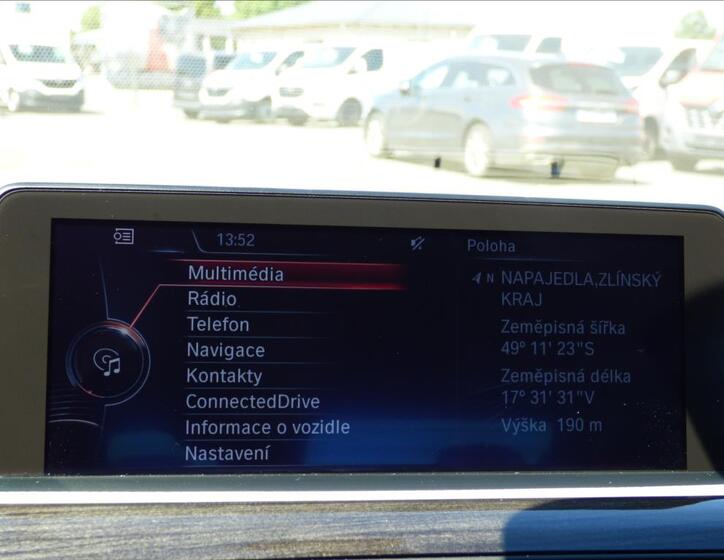 13:52
Poloha
Multimédia
Rádio
Telefon
Navigace
Kontakty
ConnectedDrive
Informace o vozidle
Nastavení
N NAPAJEDLA,ZLÍNSKÝ
KRAJ
Zeměpisná šířka
49° 11' 23"S
Zeměpisná délka
17° 31' 31"V
Výška 190 m